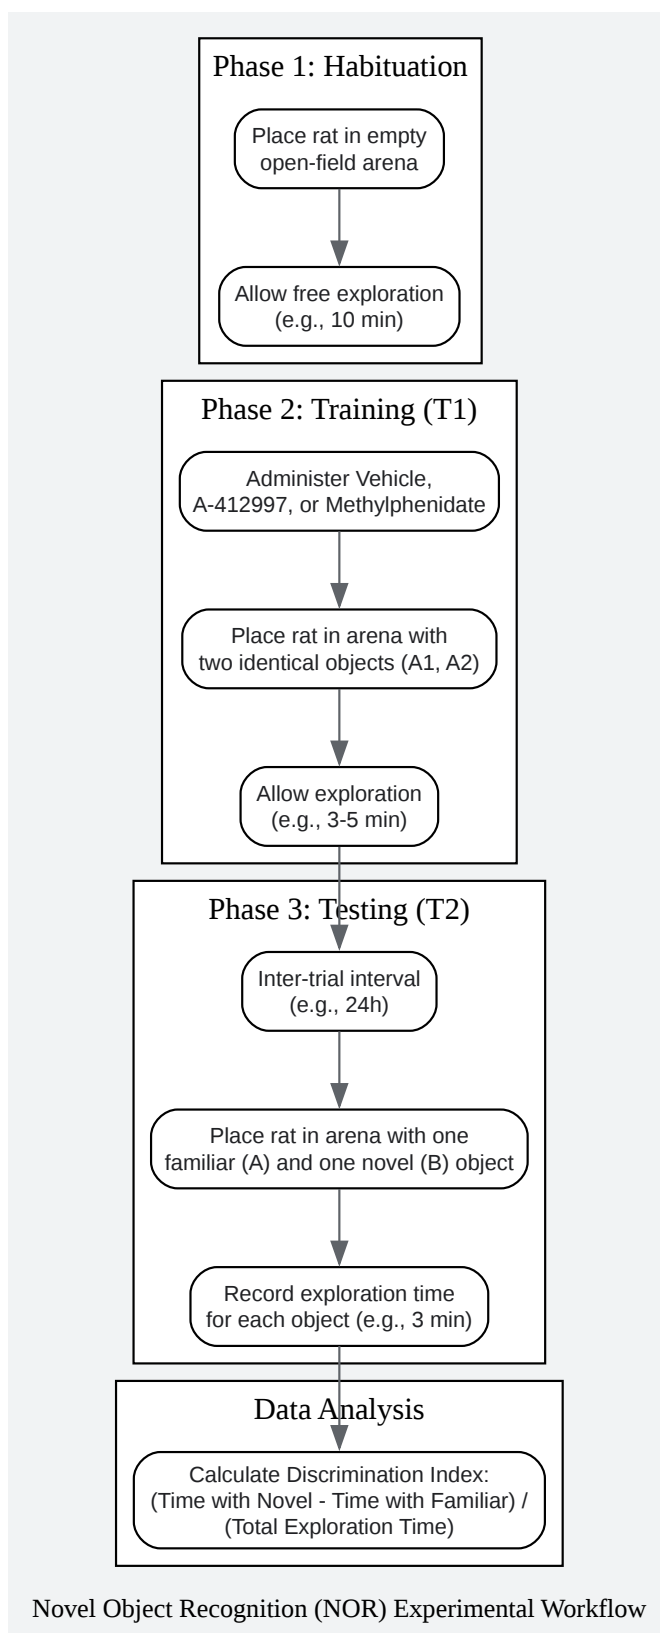 Phase 1: Habituation
Place rat in empty
open-field arena
Allow free exploration
(e.g., 10 min)
Phase 2: Training (T1)
Administer Vehicle,
A-412997, or Methylphenidate
Place rat in arena with
two identical objects (A1, A2)
Allow exploration
(e.g., 3-5 min)
Phase 3: Testing (T2)
Inter-trial interval
(e.g., 24h)
Place rat in arena with one
familiar (A) and one novel (B) object
Record exploration time
for each object (e.g., 3 min)
Data Analysis
Calculate Discrimination Index:
(Time with Novel - Time with Familiar) /
(Total Exploration Time)
Novel Object Recognition (NOR) Experimental Workflow